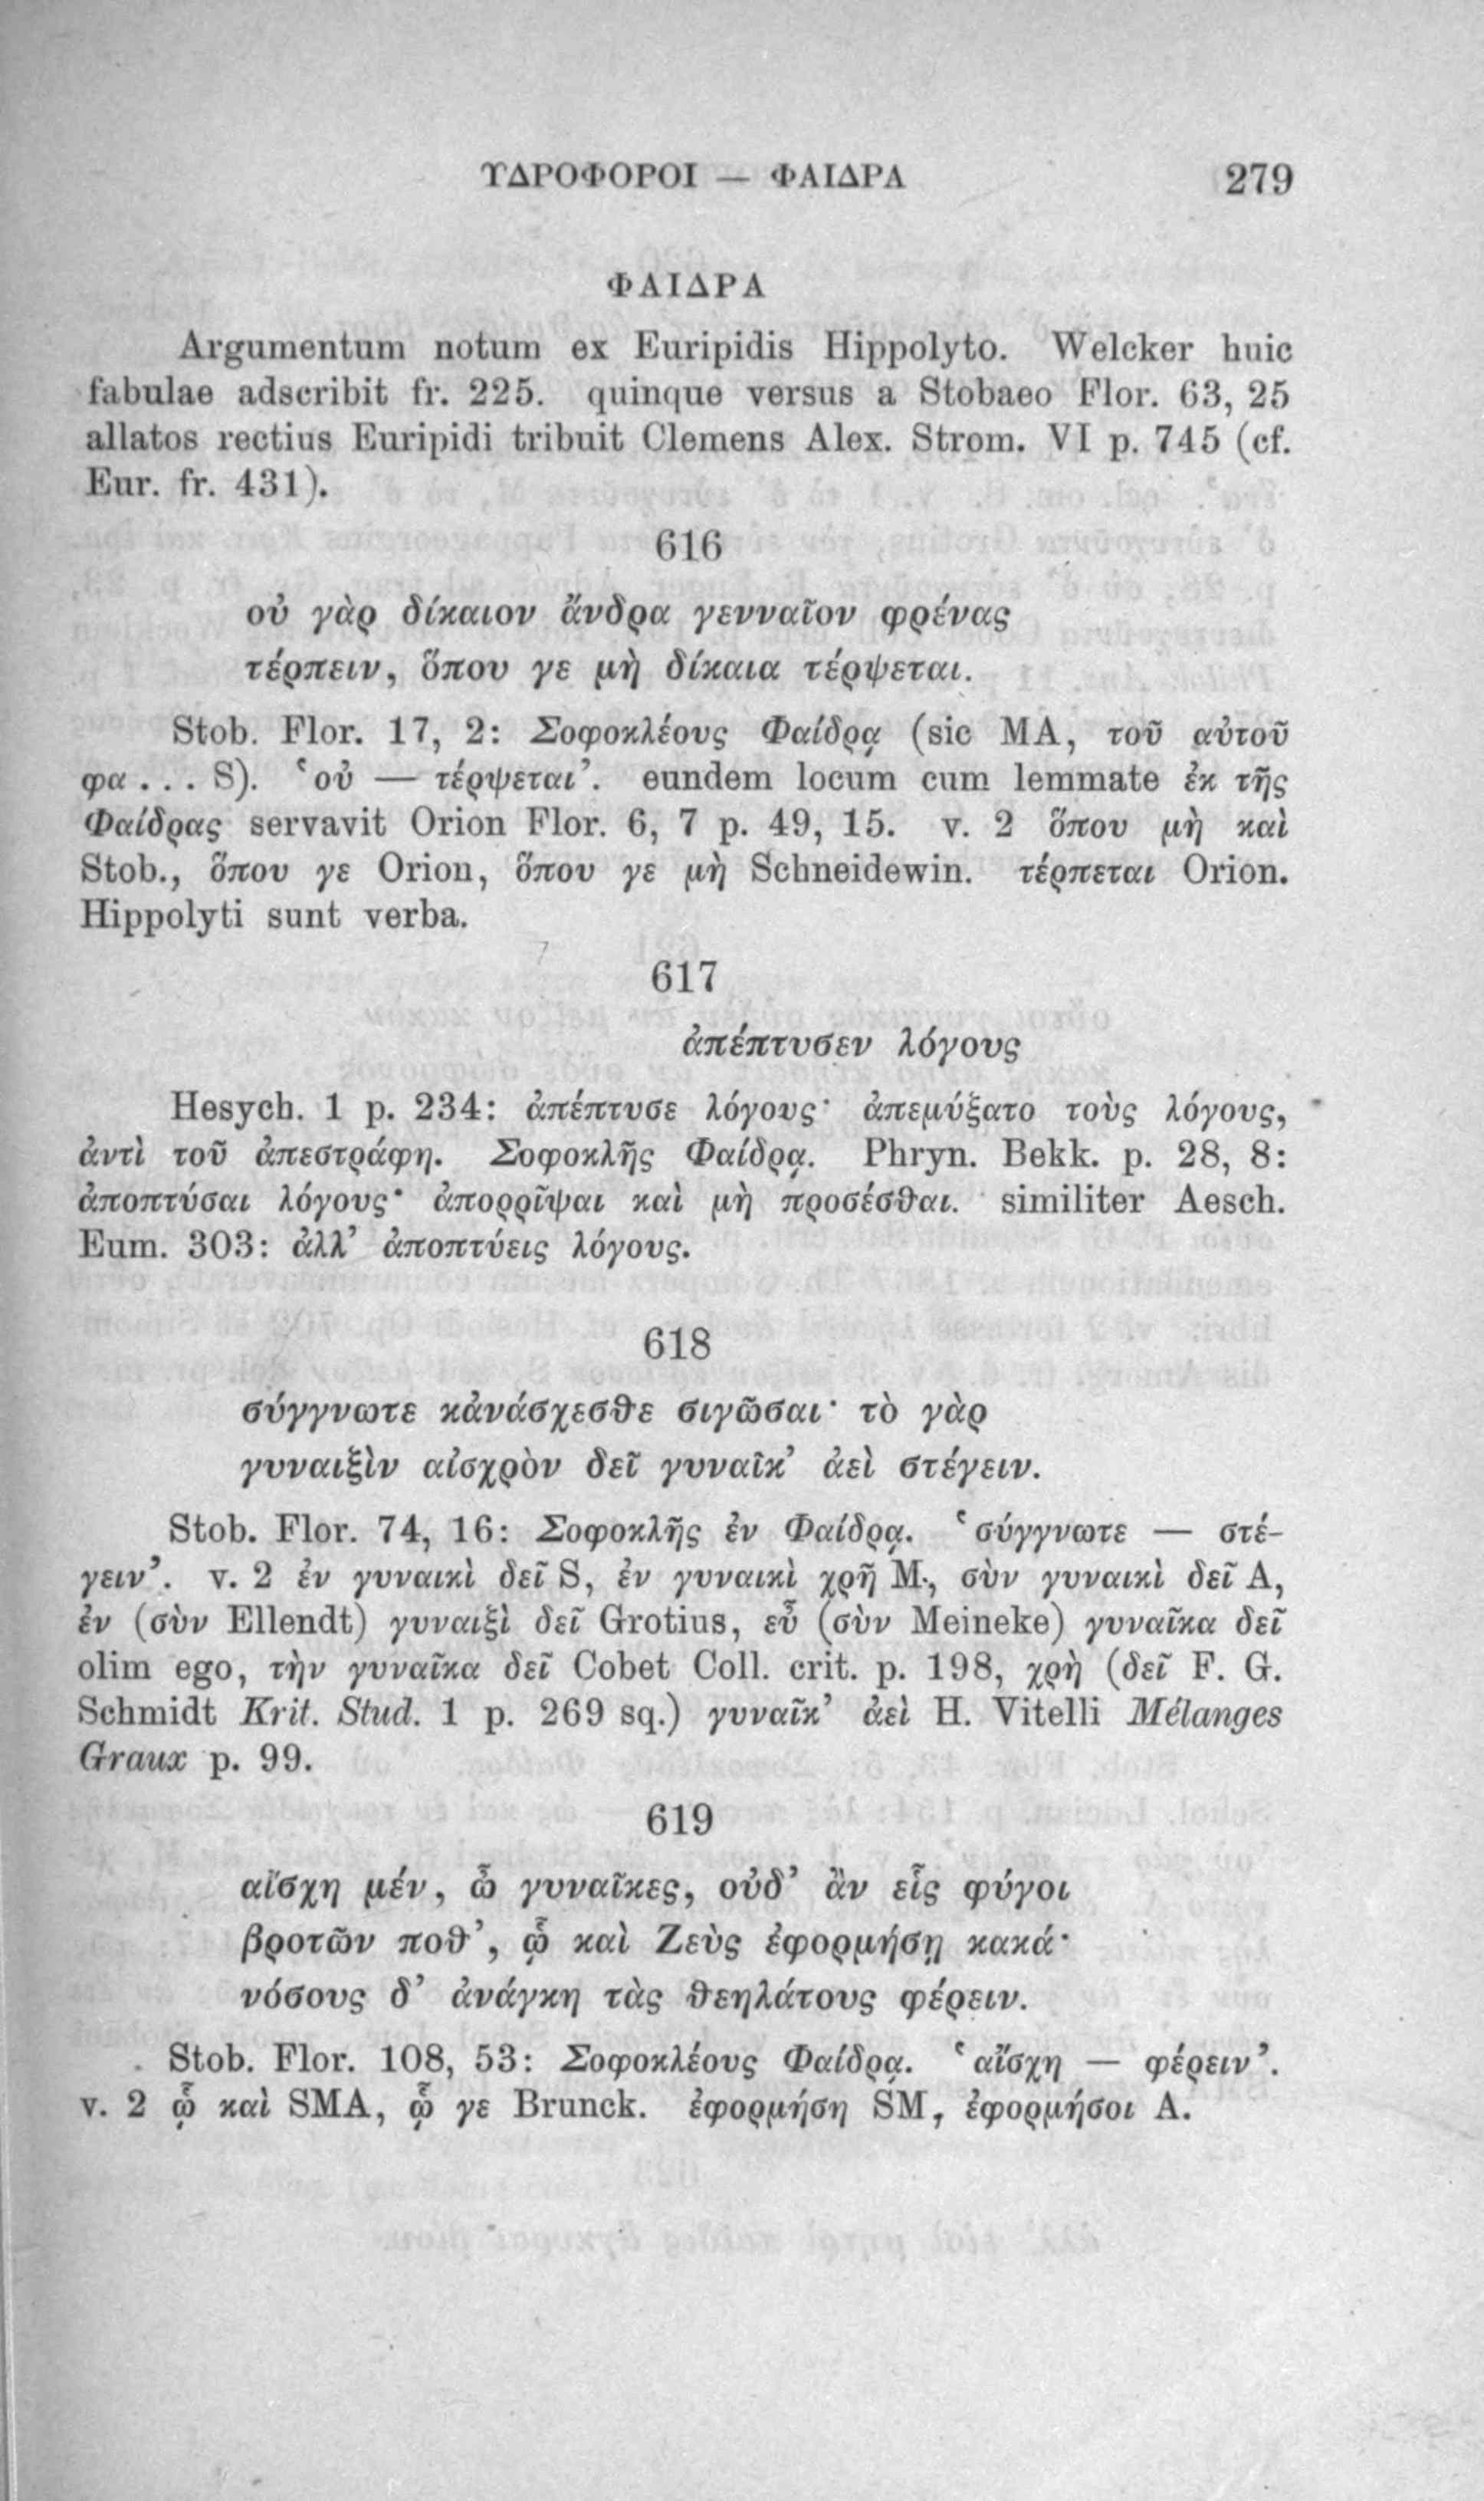 ΥΔΡΟΦΟΡΟΙ — ΦΑΙΔΡΑ 279
ΦΑΙΔΡΑ
Argumentum notum ex Euripidis Hippolyto. Welcker huic
fabulae adscribit fr. 225. quinque versus a Stobaeo Flor. 63, 25
allatos rectius Euripidi tribuit Clemens Alex. Strom. VI p. 745 (cf.
Eur. fr. 431).
616
οὐ γὰρ δίκαιον ἄνδρα γενναῖον φρένας
τέρπειν, ὅπου γε μὴ δίκαια τέρψεται.
Stob. Flor. 17, 2: Σοφοκλέους Φαίδρᾳ (sic MA, τοῦ αὐτοῦ
φα... S). ‘οὐ — τέρψεται’. eundem locum cum lemmate ἐκ τῆς
Φαίδρας servavit Orion Flor. 6, 7 p. 49, 15. v. 2 ὅπου μὴ καὶ
Stob., ὅπου γε Orion, ὅπου γε μὴ Schneidewin. τέρπεται Orion.
Hippolyti sunt verba.
617
ἀπέπτυσεν λόγους
Hesych. 1 p. 234: ἀπέπτυσε λόγους· ἀπεμύξατο τοὺς λόγους,
ἀντὶ τοῦ ἀπεστράφη. Σοφοκλῆς Φαίδρᾳ. Phryn. Bekk. p. 28, 8:
ἀποπτύσαι λόγους· ἀπορρῖψαι καὶ μὴ προσέσθαι. similiter Aesch.
Eum. 303: ἀλλ’ ἀποπτύεις λόγους.
618
σύγγνωτε κἀνάσχεσθε σιγῶσαι· τὸ γὰρ
γυναιξὶν αἰσχρὸν δεῖ γυναῖκ’ ἀεὶ στέγειν.
Stob. Flor. 74, 16: Σοφοκλῆς ἐν Φαίδρᾳ. ‘σύγγνωτε — στέ-
γειν’. v. 2 ἐν γυναικὶ δεῖ S, ἐν γυναικὶ χρῆ M, σὺν γυναικὶ δεῖ A,
ἐν (σὺν Ellendt) γυναιξὶ δεῖ Grotius, εὖ (σὺν Meineke) γυναῖκα δεῖ
olim ego, τὴν γυναῖκα δεῖ Cobet Coll. crit. p. 198, χρὴ (δεῖ F. G.
Schmidt Krit. Stud. 1 p. 269 sq.) γυναῖκ’ ἀεὶ H. Vitelli Mélanges
Graux p. 99.
619
αἴσχη μέν, ὦ γυναῖκες, οὐδ’ ἂν εἷς φύγοι
βροτῶν ποθ’, ᾧ καὶ Ζεὺς ἐφορμήσῃ κακά·
νόσους δ’ ἀνάγκη τὰς θεηλάτους φέρειν.
Stob. Flor. 108, 53: Σοφοκλέους Φαίδρᾳ. ‘αἴσχη — φέρειν’.
v. 2 ᾧ καὶ SMA, ᾧ γε Brunck. ἐφορμήση SM, ἐφορμήσοι A.